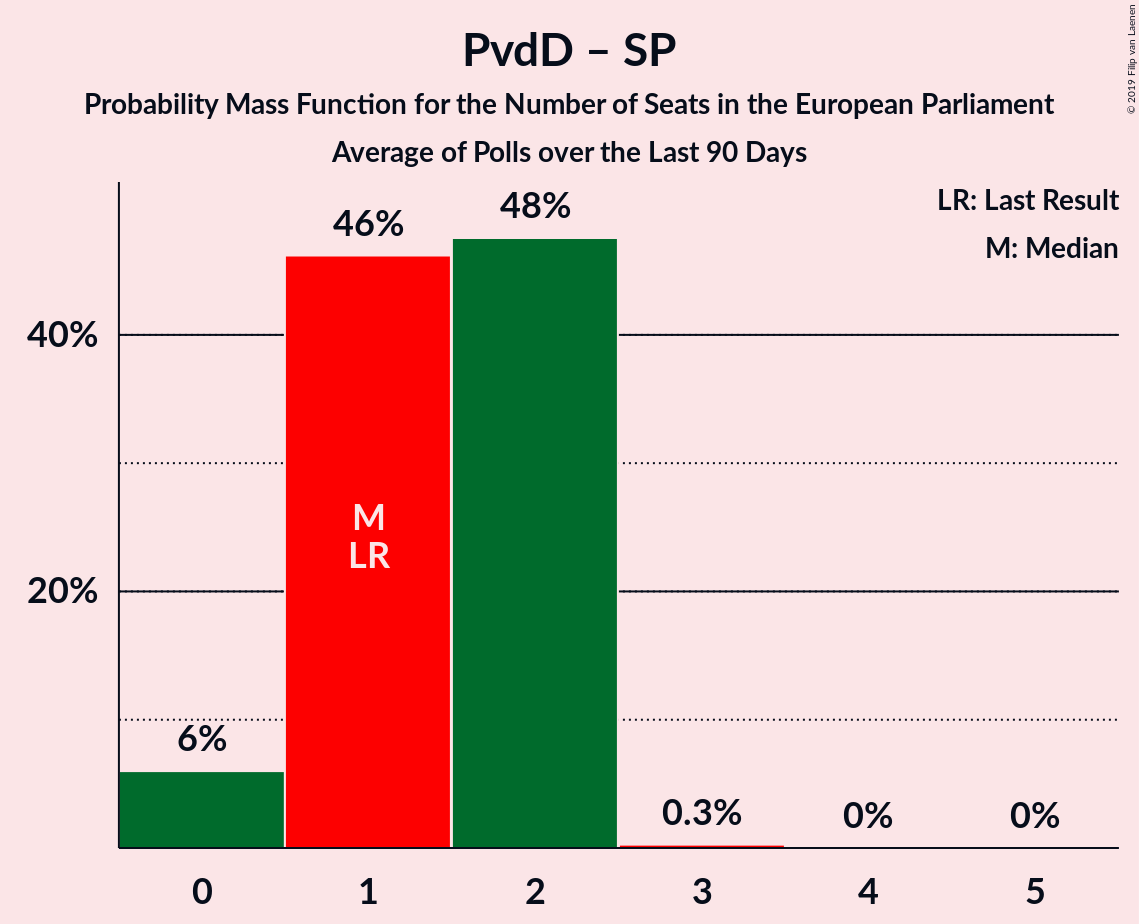 PvdD – SP
Probability Mass Function for the Number of Seats in the European Parliament
Average of Polls over the Last 90 Days
© 2019 Filip van Laenen
LR: Last Result
M: Median
46%
48%
40%
M
LR
20%
6%
0.3%
0%
0%
0
1
2
3
4
5